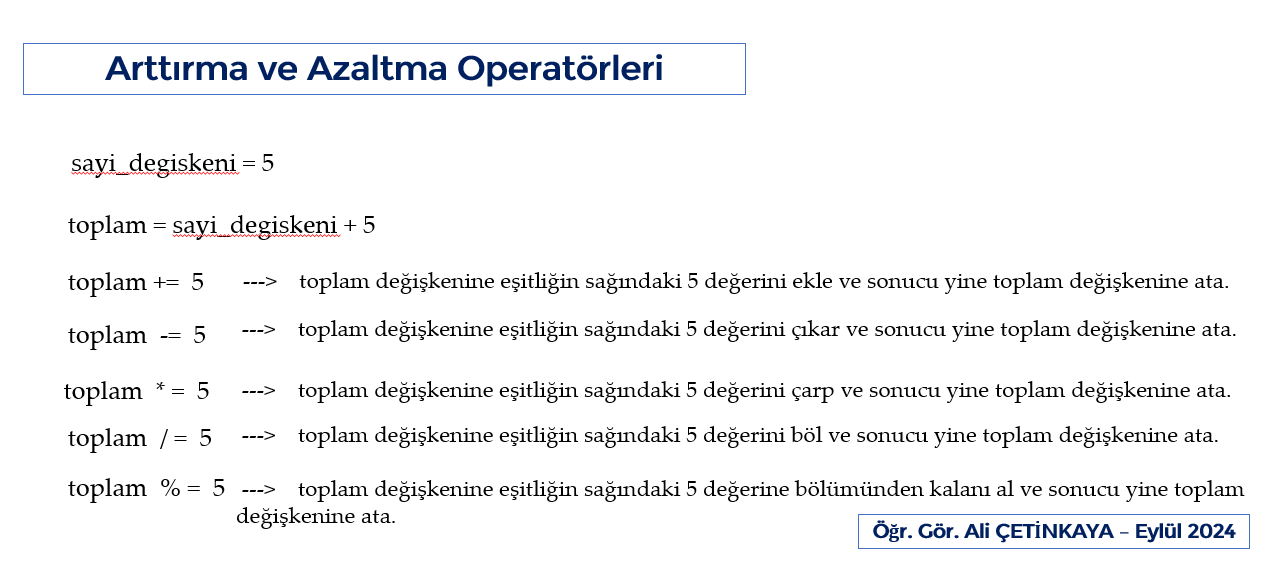 Arttırma ve Azaltma Operatörleri
sayi_degiskeni = 5
toplam = sayi_degiskeni + 5
toplam += 5 ---> toplam değişkenine eşitliğin sağındaki 5 değerini ekle ve sonucu yine toplam değişkenine ata.
toplam -= 5 ---> toplam değişkenine eşitliğin sağındaki 5 değerini çıkar ve sonucu yine toplam değişkenine ata.
toplam * = 5 ---> toplam değişkenine eşitliğin sağındaki 5 değerini çarp ve sonucu yine toplam değişkenine ata.
toplam / = 5 ---> toplam değişkenine eşitliğin sağındaki 5 değerini böl ve sonucu yine toplam değişkenine ata.
toplam % = 5 ---> toplam değişkenine eşitliğin sağındaki 5 değerine bölümünden kalanı al ve sonucu yine toplam
değişkenine ata.
Öğr. Gör. Ali ÇETİNKAYA – Eylül 2024